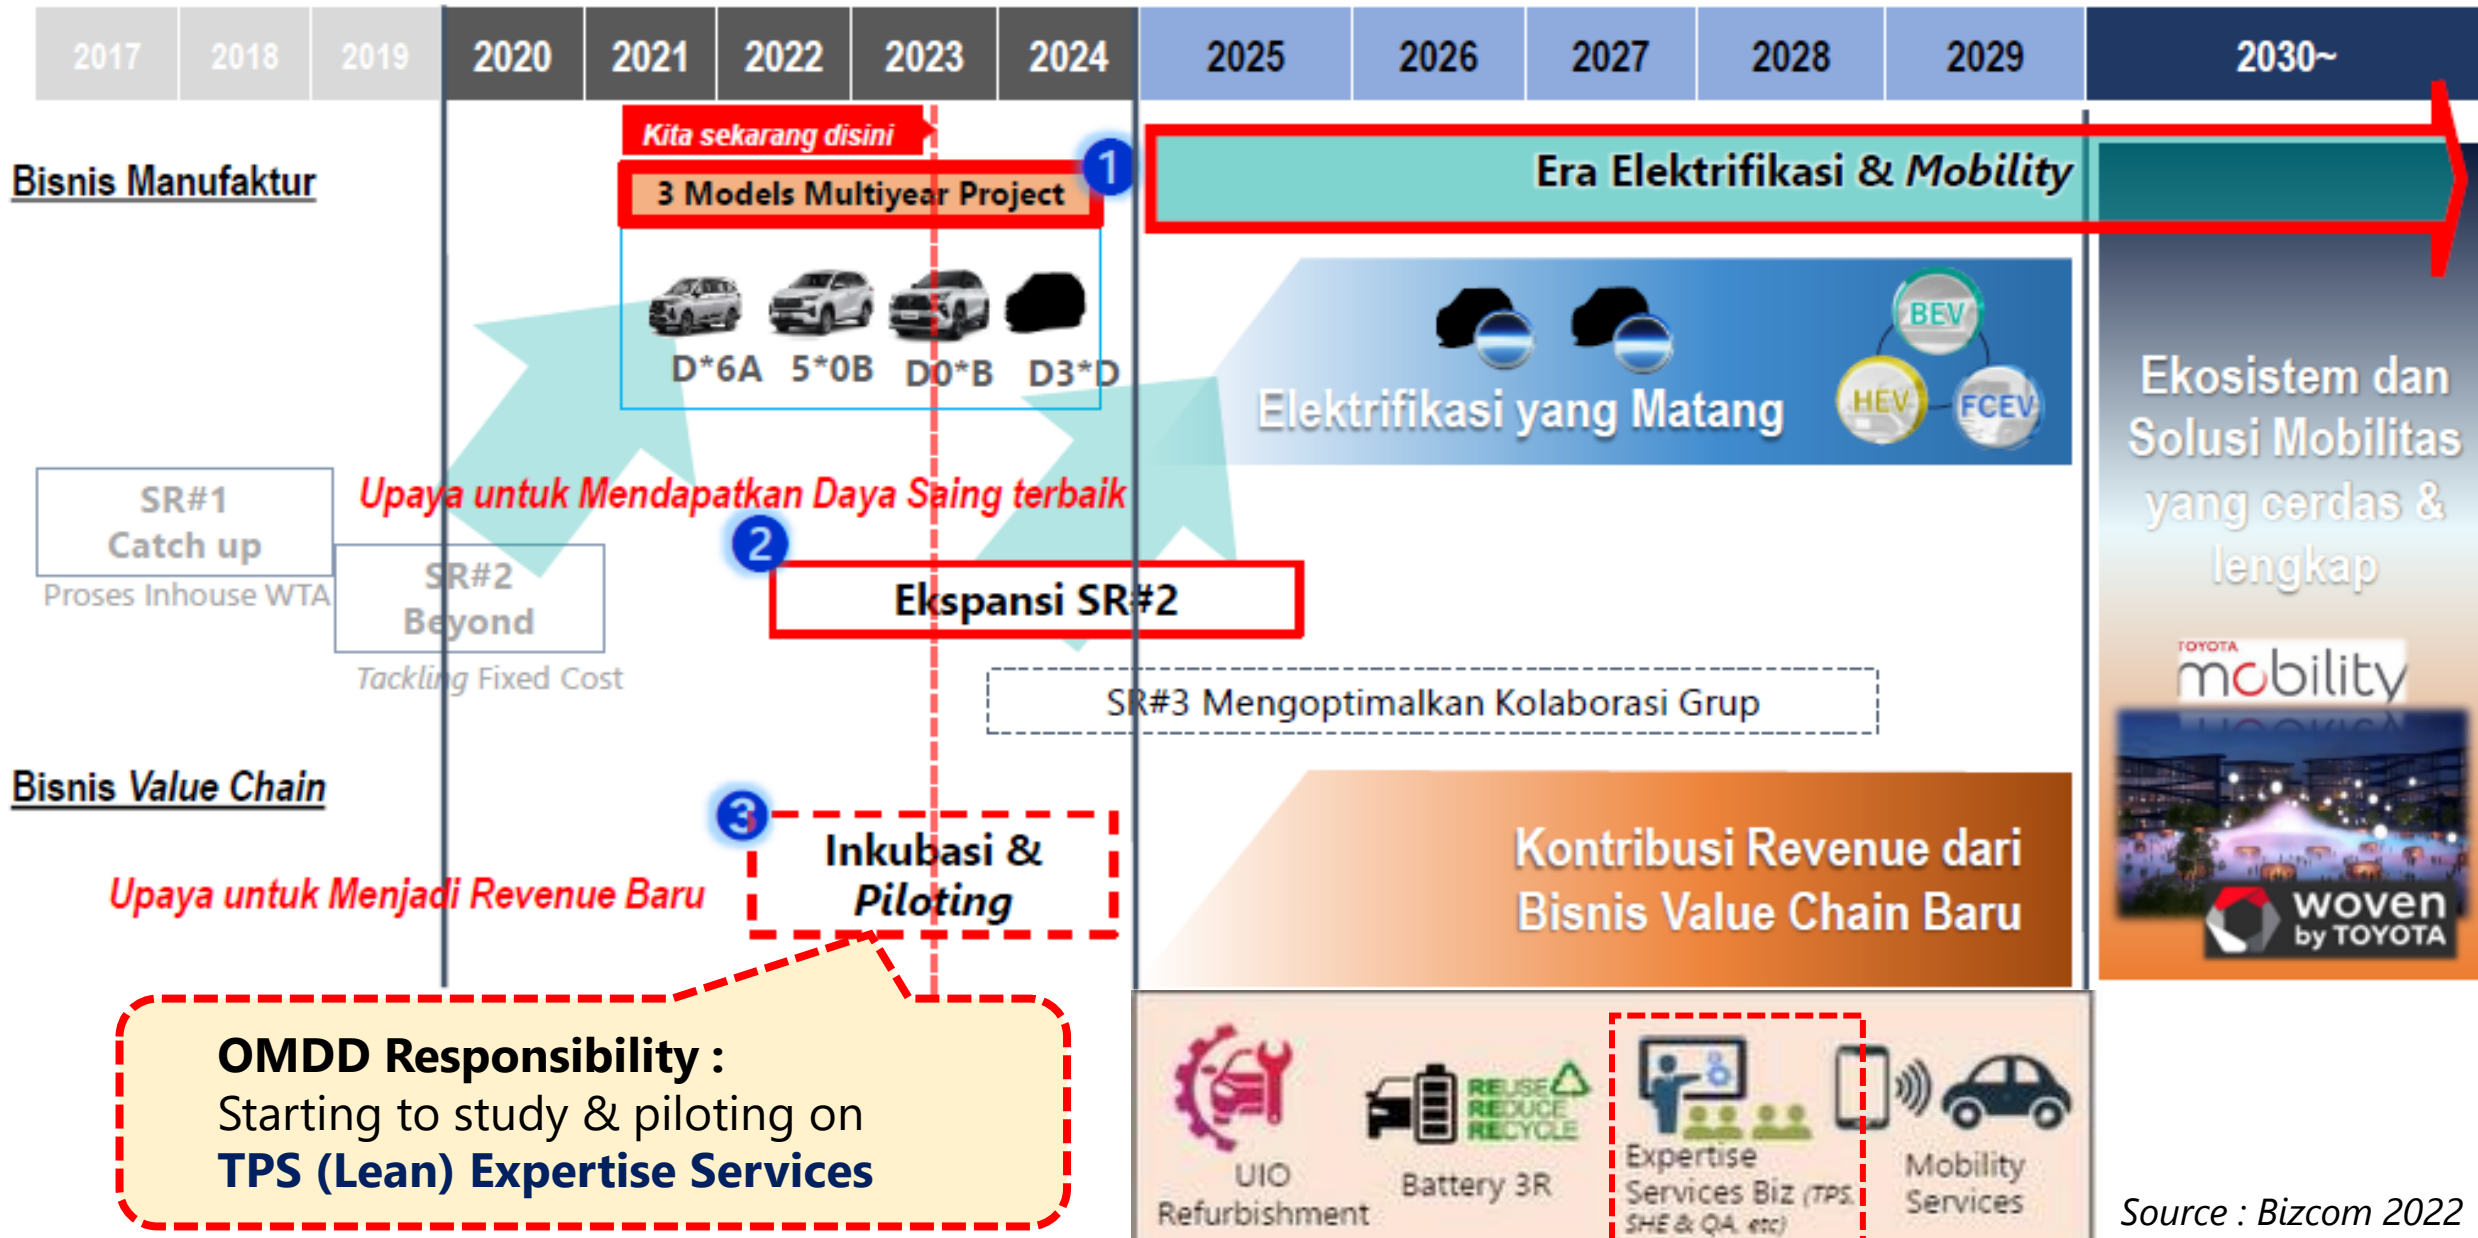 2017 2018 2019 2020 2021 2022 2023 2024 2025 2026 2027 2028 2029 2030~
Kita sekarang disini
Bisnis Manufaktur
3 Models Multiyear Project
1
Era Elektrifikasi & Mobility
D*6A 5*0B D0*B D3*D
Elektrifikasi yang Matang
BEV
HEV
FCEV
Ekosistem dan
Solusi Mobilitas
yang cerdas &
lengkap
SR#1
Catch up
Proses Inhouse WTA
Upaya untuk Mendapatkan Daya Saing terbaik
SR#2
Beyond
Tackling Fixed Cost
2
Ekspansi SR#2
SR#3 Mengoptimalkan Kolaborasi Grup
TOYOTA
mobility
Bisnis Value Chain
3
Inkubasi &
Piloting
Upaya untuk Menjadi Revenue Baru
Kontribusi Revenue dari
Bisnis Value Chain Baru
WOVEN
by TOYOTA
OMDD Responsibility :
Starting to study & piloting on
TPS (Lean) Expertise Services
UIO
Refurbishment
REUSE
REDUCE
RECYCLE
Battery 3R
Expertise
Services Biz (TPS,
SHE & QA. etc)
Mobility
Services
Source : Bizcom 2022